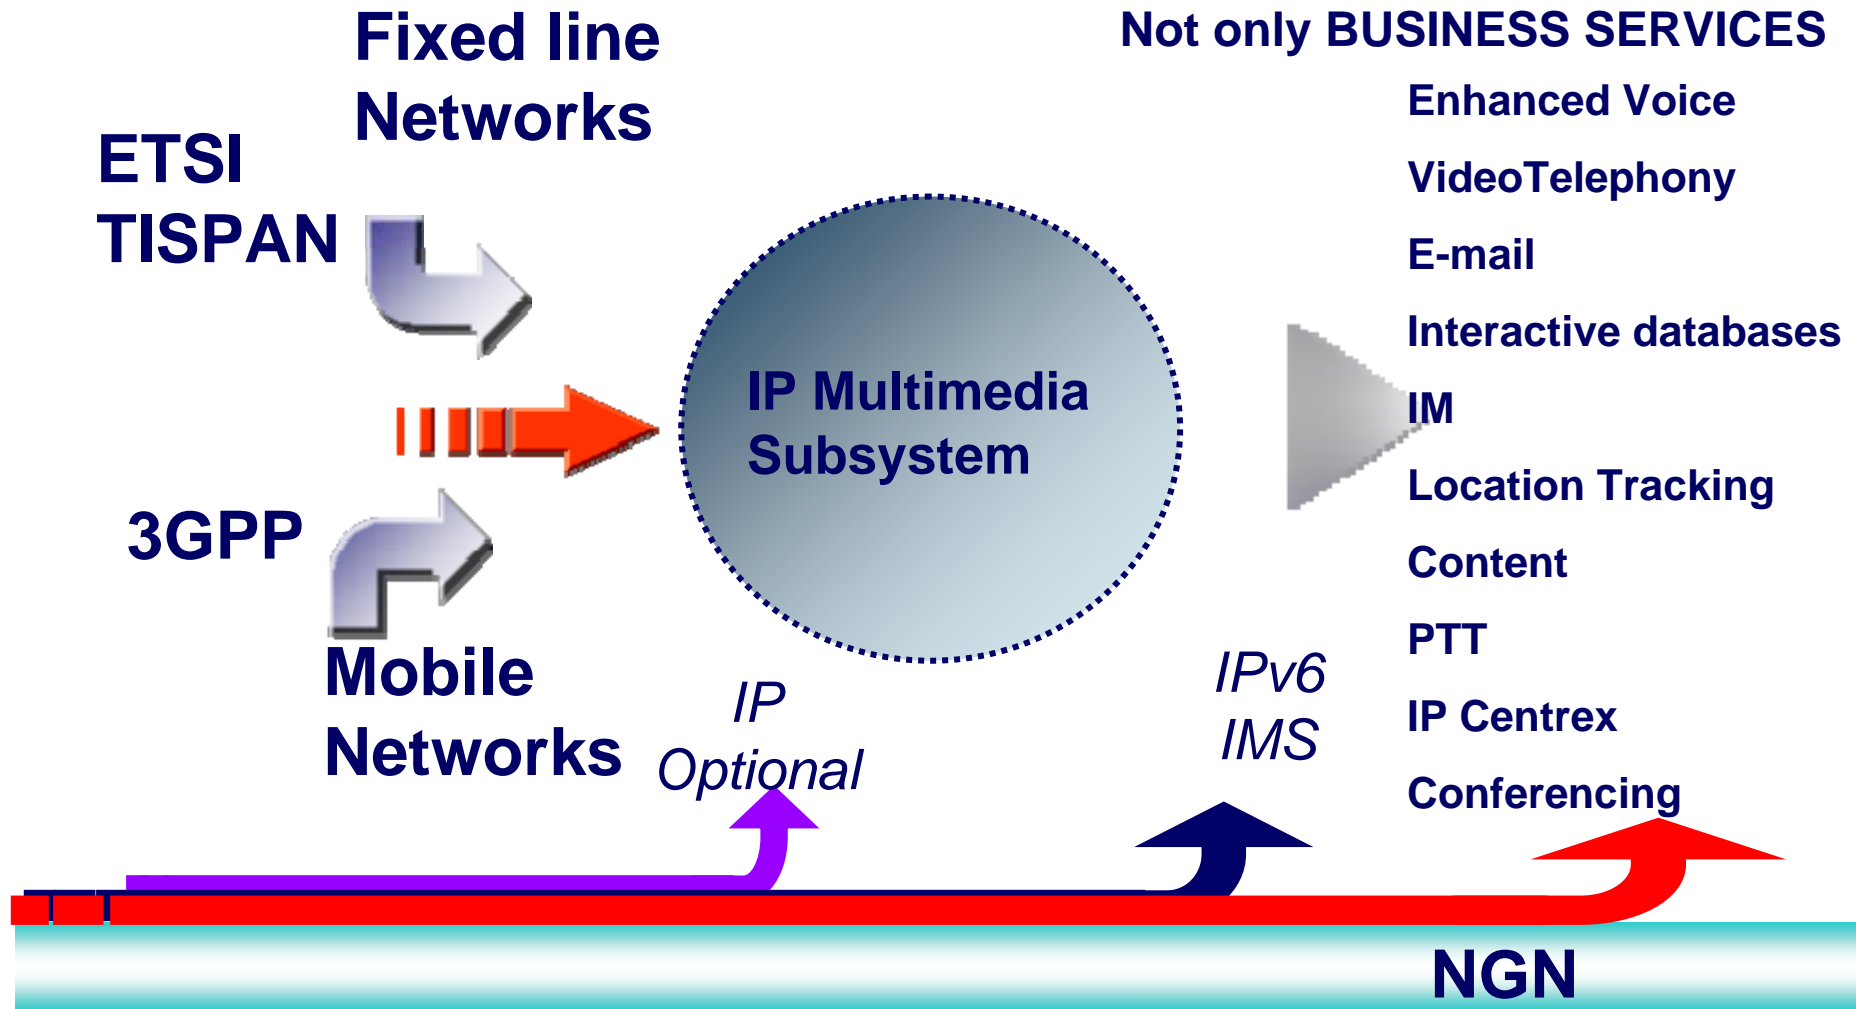 Fixed line
Networks
Not only BUSINESS SERVICES
ETSI
TISPAN
3GPP
Mobile
Networks
IP Multimedia
Subsystem
Enhanced Voice
VideoTelephony
E-mail
Interactive databases
IM
Location Tracking
Content
PTT
IP Centrex
Conferencing
IP
Optional
IPv6
IMS
NGN